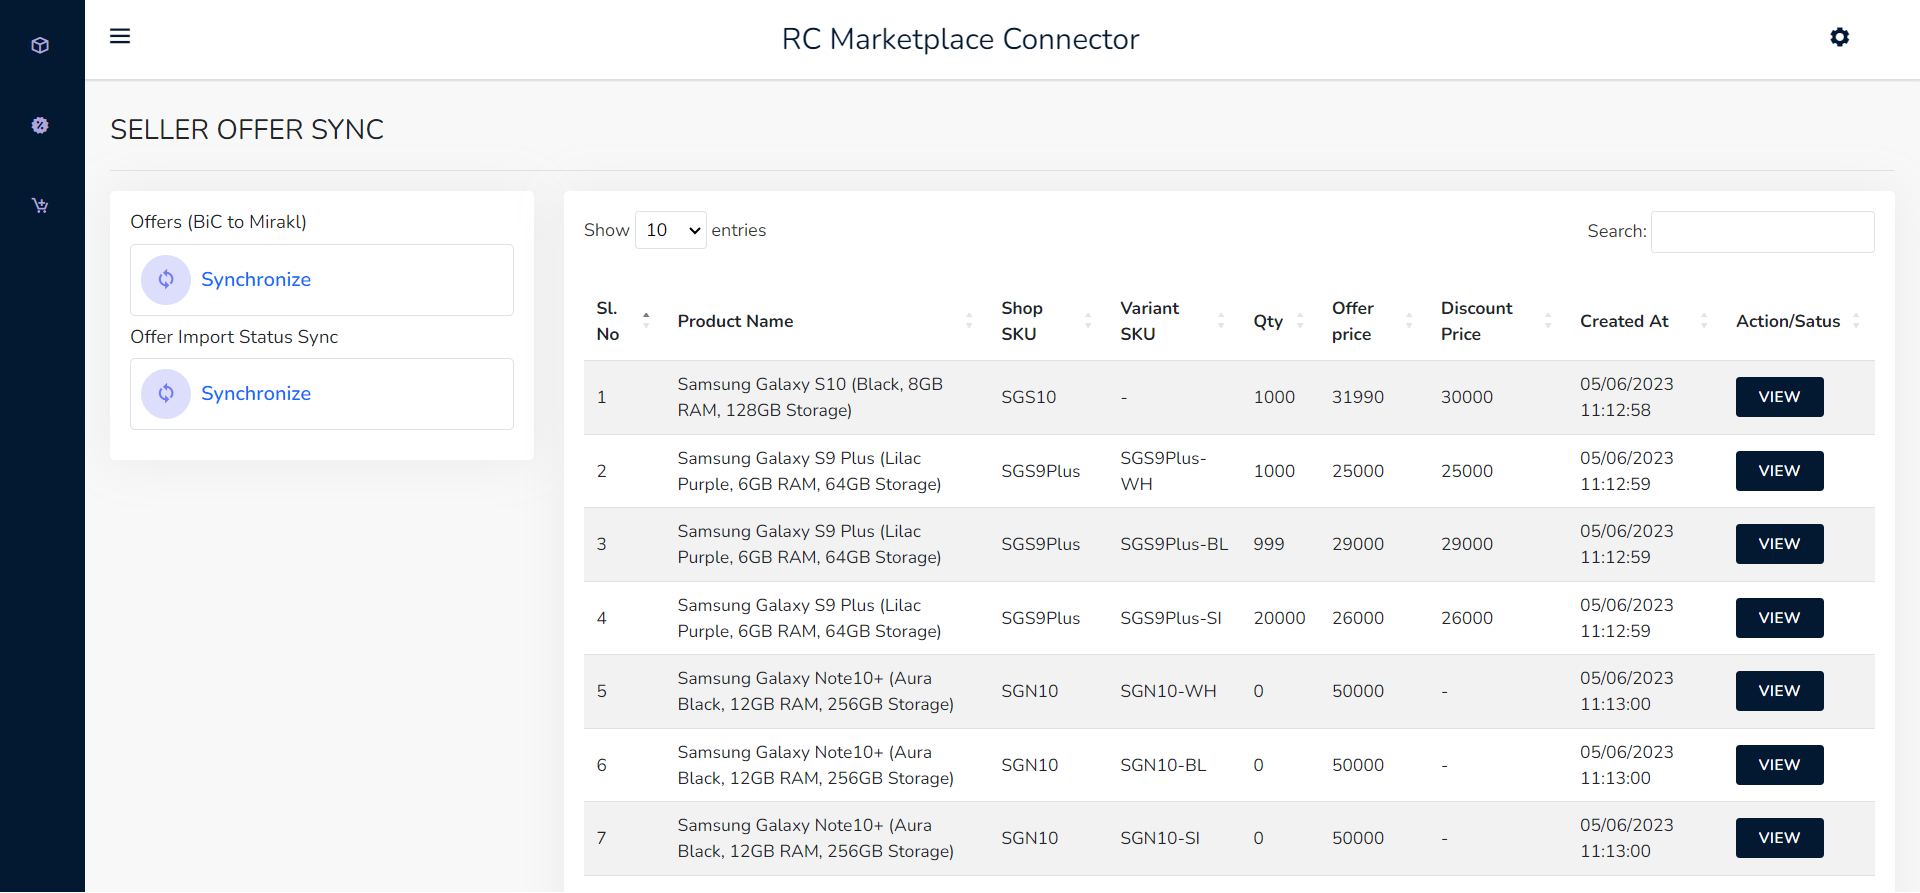 RC Marketplace Connector
SELLER OFFER SYNC
Offers (BiC to Mirakl)
Synchronize
Offer Import Status Sync
Synchronize
Show 10 entries
Search:
Sl. No Product Name Shop SKU Variant SKU Qty Offer price Discount Price Created At Action/Satus
1 Samsung Galaxy S10 (Black, 8GB RAM, 128GB Storage) SGS10 - 1000 31990 30000 05/06/2023 11:12:58 VIEW
2 Samsung Galaxy S9 Plus (Lilac Purple, 6GB RAM, 64GB Storage) SGS9Plus SGS9Plus-WH 1000 25000 25000 05/06/2023 11:12:59 VIEW
3 Samsung Galaxy S9 Plus (Lilac Purple, 6GB RAM, 64GB Storage) SGS9Plus SGS9Plus-BL 999 29000 29000 05/06/2023 11:12:59 VIEW
4 Samsung Galaxy S9 Plus (Lilac Purple, 6GB RAM, 64GB Storage) SGS9Plus SGS9Plus-SI 20000 26000 26000 05/06/2023 11:12:59 VIEW
5 Samsung Galaxy Note10+ (Aura Black, 12GB RAM, 256GB Storage) SGN10 SGN10-WH 0 50000 - 05/06/2023 11:13:00 VIEW
6 Samsung Galaxy Note10+ (Aura Black, 12GB RAM, 256GB Storage) SGN10 SGN10-BL 0 50000 - 05/06/2023 11:13:00 VIEW
7 Samsung Galaxy Note10+ (Aura Black, 12GB RAM, 256GB Storage) SGN10 SGN10-SI 0 50000 - 05/06/2023 11:13:00 VIEW